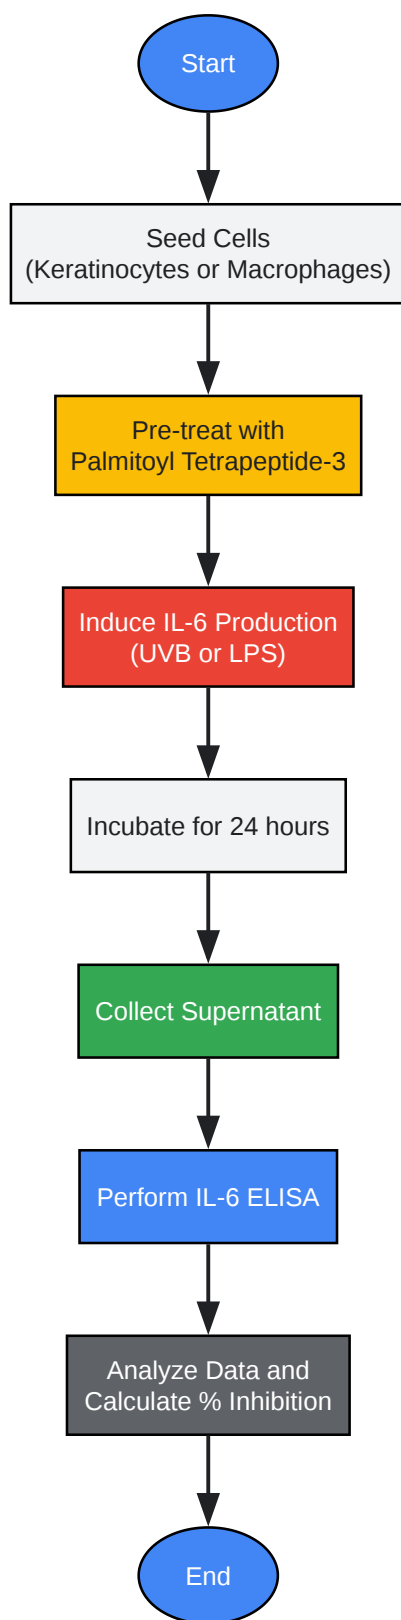 Start
Seed Cells
(Keratinocytes or Macrophages)
Pre-treat with
Palmitoyl Tetrapeptide-3
Induce IL-6 Production
(UVB or LPS)
Incubate for 24 hours
Collect Supernatant
Perform IL-6 ELISA
Analyze Data and
Calculate % Inhibition
End